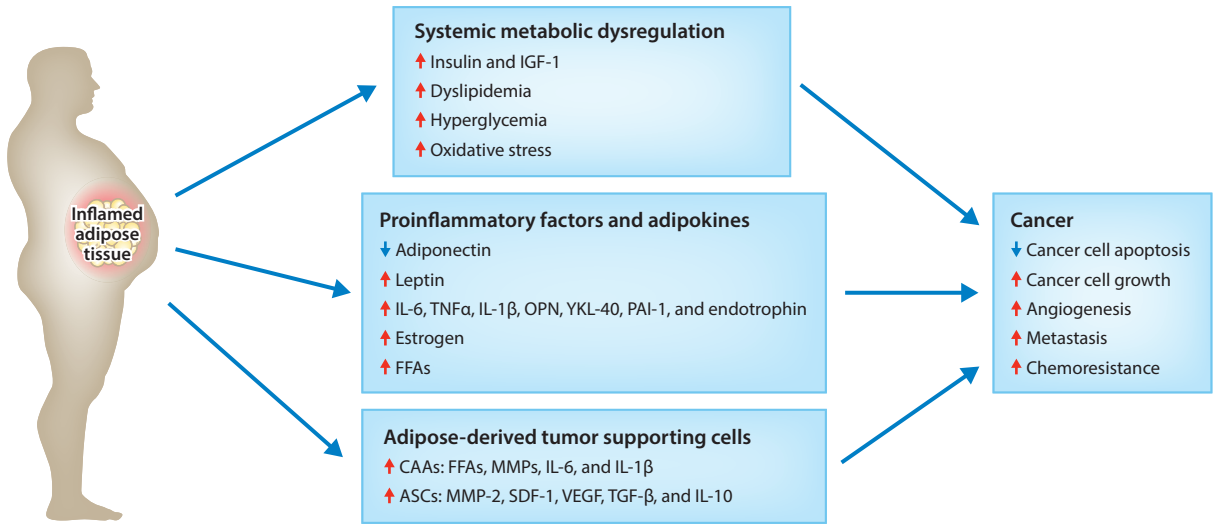 Inflamed
adipose
tissue
Systemic metabolic dysregulation
Insulin and IGF-1
Dyslipidemia
Hyperglycemia
Oxidative stress
Proinflammatory factors and adipokines
Adiponectin
Leptin
IL-6, TNFα, IL-1β, OPN, YKL-40, PAI-1, and endotrophin
Estrogen
FFAs
Adipose-derived tumor supporting cells
CAAs: FFAs, MMPs, IL-6, and IL-1β
ASCs: MMP-2, SDF-1, VEGF, TGF-β, and IL-10
Cancer
Cancer cell apoptosis
Cancer cell growth
Angiogenesis
Metastasis
Chemoresistance